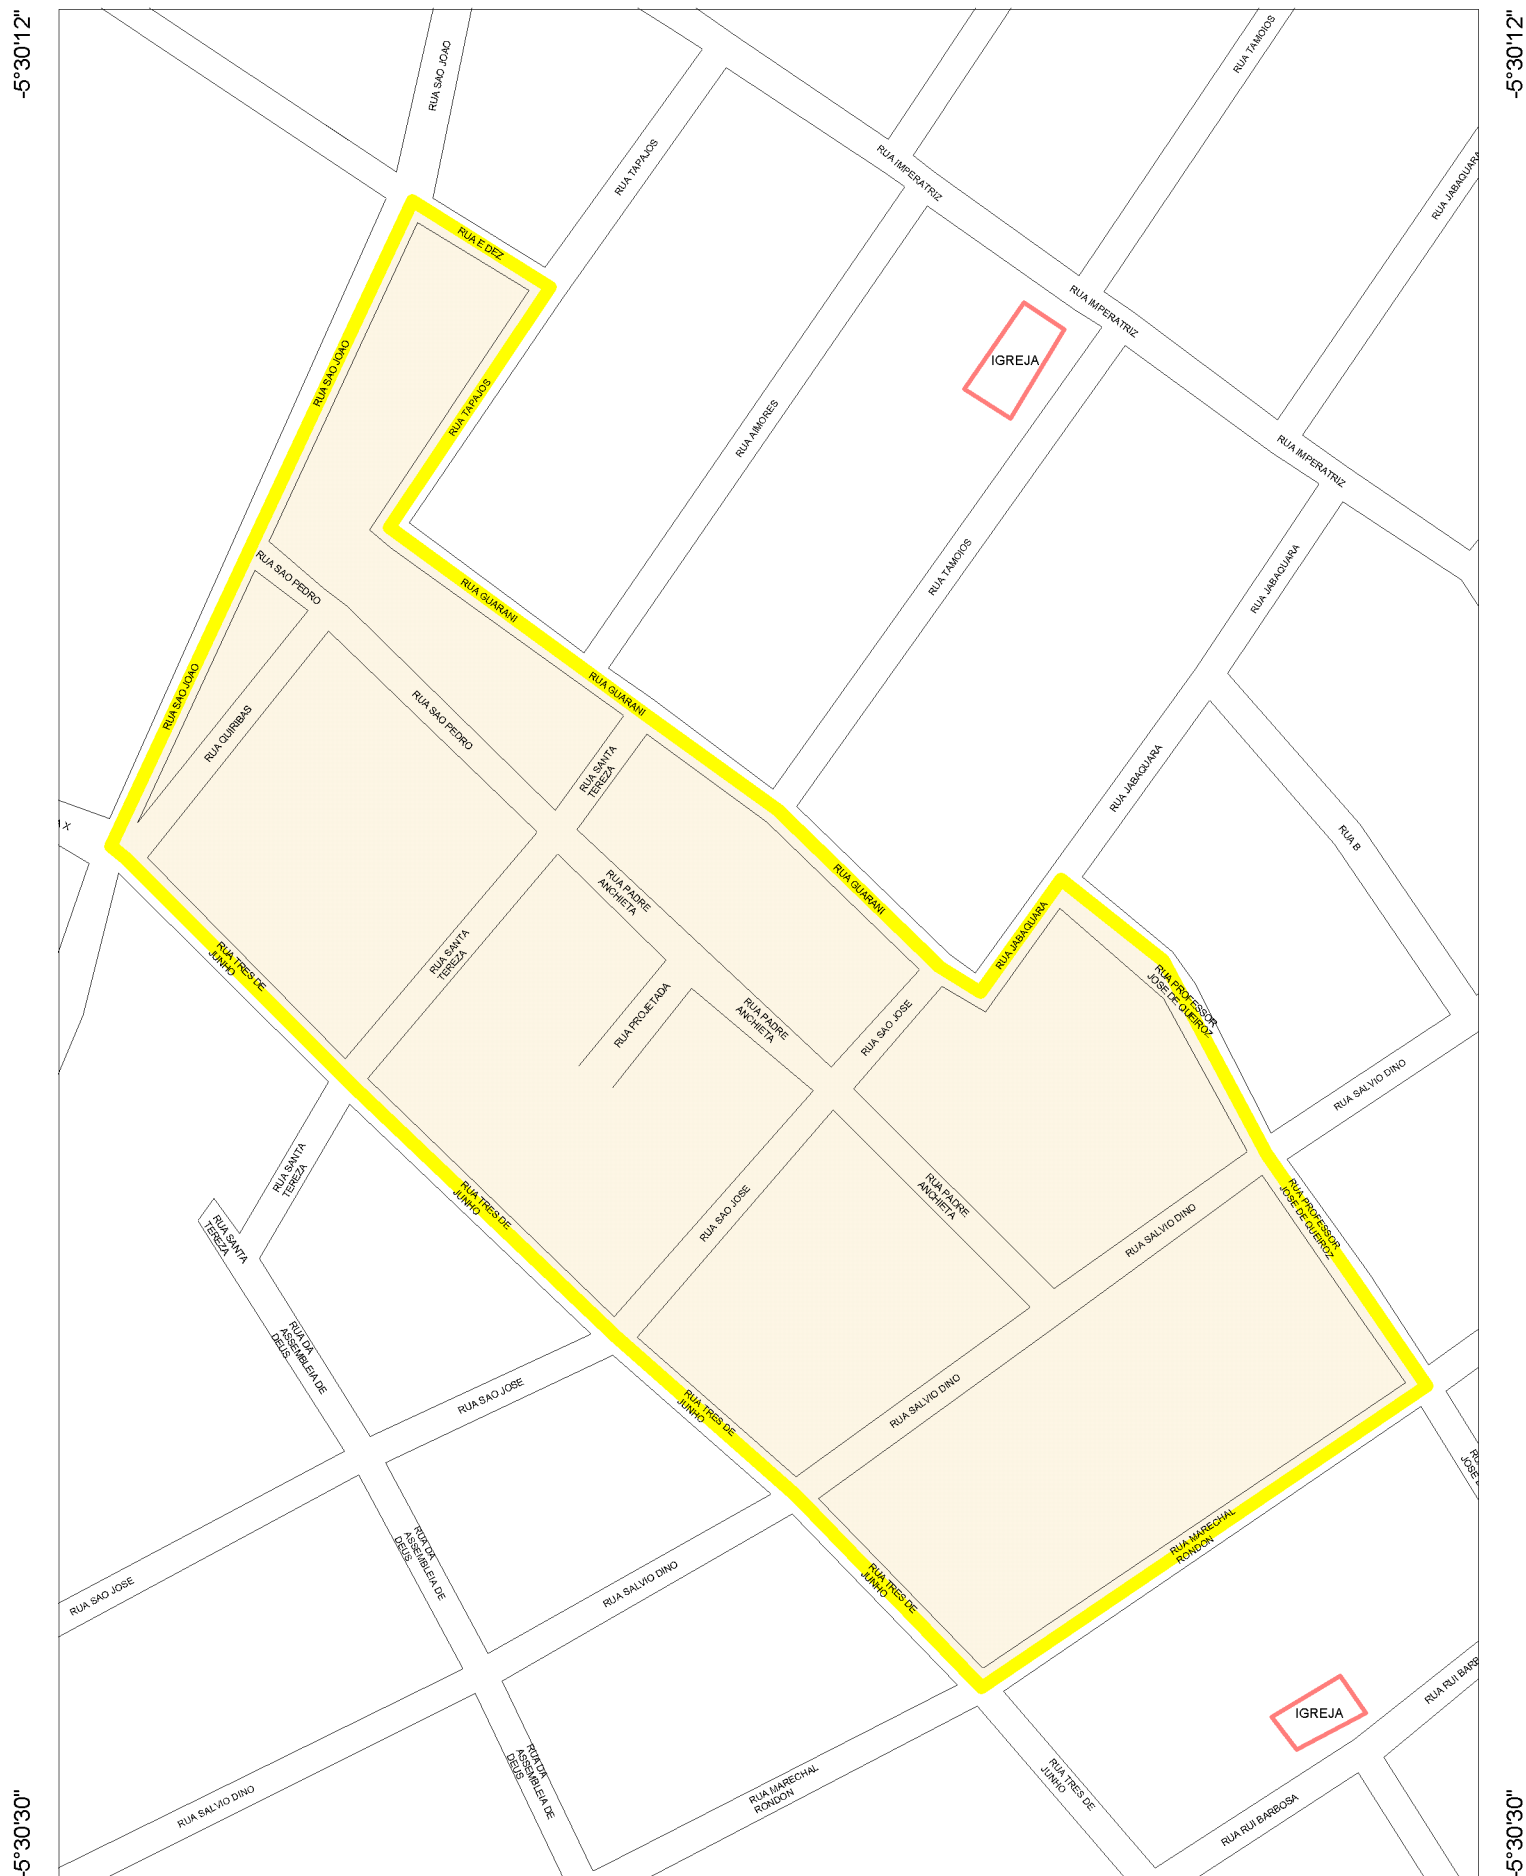 -5°30'12"
-5°30'12"
RUA SAO JOAO
RUA TAMOIOS
RUA TAPAJOS
RUA IMPERATRIZ
RUA JABAQUARA
RUA E DEZ
RUA IMPERATRIZ
RUA SAO JOAO
IGREJA
RUA TAPAJOS
RUA AIMORES
RUA IMPERATRIZ
RUA SAO PEDRO
RUA GUARANI
RUA TAMOIOS
RUA JABAQUARA
RUA SAO JOAO
RUA GUARANI
RUA QUIRIBAS
RUA SAO PEDRO
RUA SANTA
TEREZA
RUA JABAQUARA
X
RUA B
RUA PADRE
ANCHIETA
RUA GUARANI
RUA JABAQUARA
RUA TRES DE
JUNHO
RUA SANTA
TEREZA
RUA PROFESSOR
JOSE DE QUEIROZ
RUA PROJETADA
RUA PADRE
ANCHIETA
RUA SAO JOSE
RUA SALVIO DINO
RUA SANTA
TEREZA
RUA TRES DE
JUNHO
RUA SAO JOSE
RUA PADRE
ANCHIETA
RUA SALVIO DINO
RUA PROFESSOR
JOSE DE QUEIROZ
RUA SANTA
TEREZA
RUA DA
ASSEMBLEIA DE
DEUS
RUA SAO JOSE
RUA TRES DE
JUNHO
RUA SALVIO DINO
JOSE
RUA DA
ASSEMBLEIA DE
DEUS
RUA MARECHAL
RONDON
RUA SAO JOSE
RUA SALVIO DINO
RUA TRES DE
JUNHO
RUA RUI BARB
IGREJA
RUA DA
ASSEMBLEIA DE
DEUS
RUA MARECHAL
RONDON
RUA TRES DE
JUNHO
RUA SALVIO DINO
RUA RUI BARBOSA
-5°30'30"
-5°30'30"